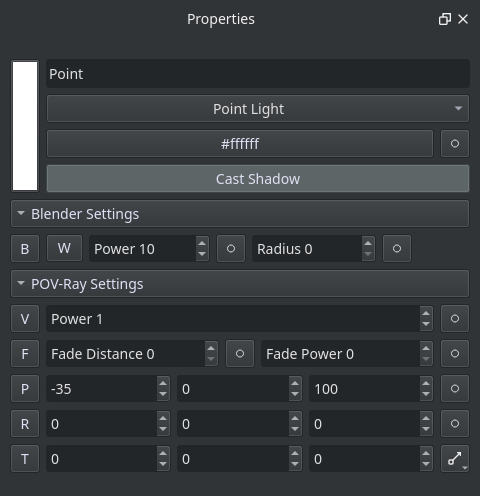 Properties
Point
Point Light
#ffffff
Cast Shadow
Blender Settings
B W Power 10 Radius 0
POV-Ray Settings
V Power 1
F Fade Distance 0 Fade Power 0
P -35 0 100
R 0 0 0
T 0 0 0